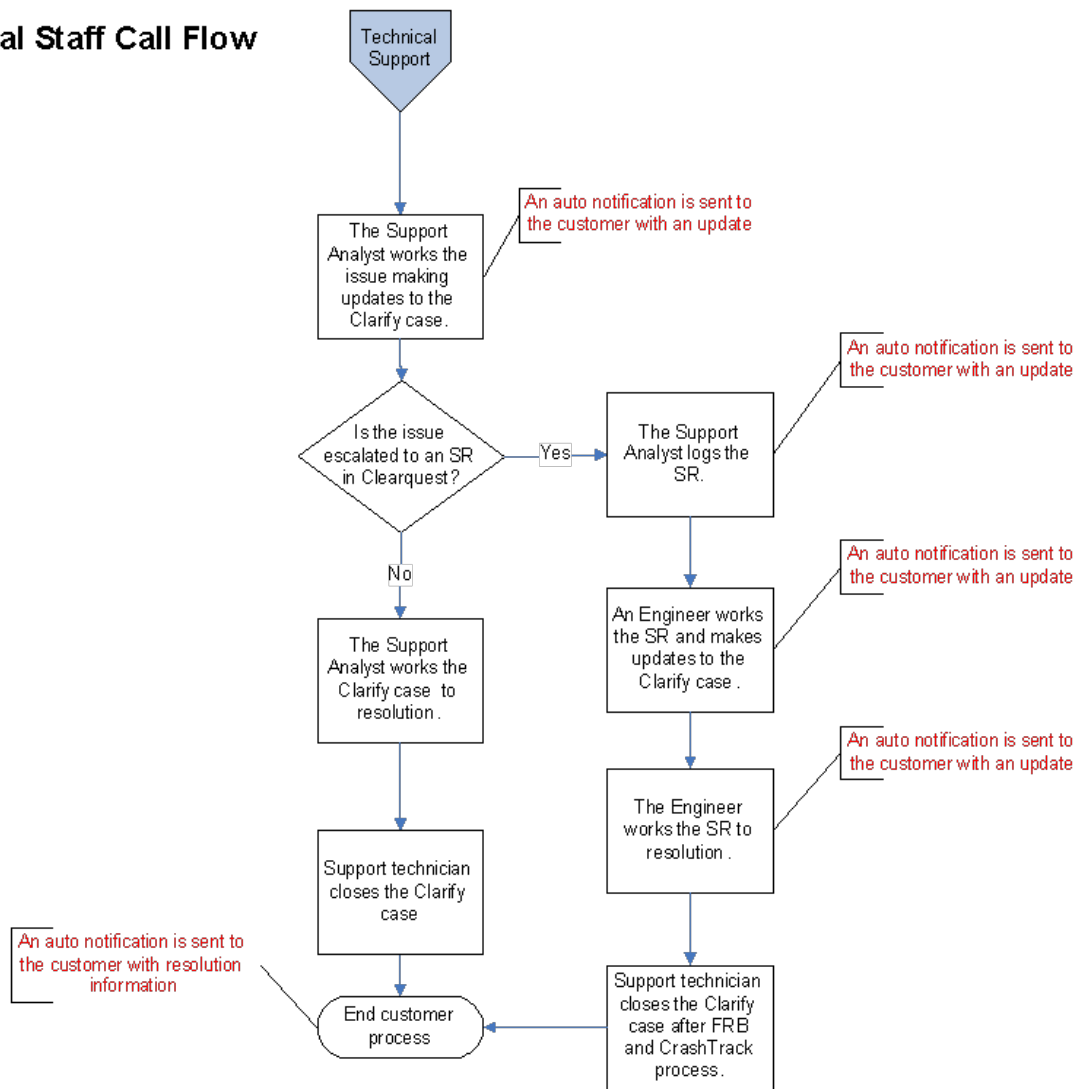 al Staff Call Flow
Technical
Support
An auto notification is sent to
the customer with an update
The Support
Analyst works the
issue making
updates to the
Clarify case.
An auto notification is sent to
the customer with an update
Is the issue
escalated to an SR
in Clearquest?
Yes
The Support
Analyst logs the
SR.
No
An auto notification is sent to
the customer with an update
An Engineer works
the SR and makes
updates to the
Clarify case .
The Support
Analyst works the
Clarify case to
resolution .
An auto notification is sent to
the customer with an update
The Engineer
works the SR to
resolution .
Support technician
closes the Clarify
case
An auto notification is sent to
the customer with resolution
information
Support technician
closes the Clarify
case after FRB
and CrashTrack
process.
End customer
process